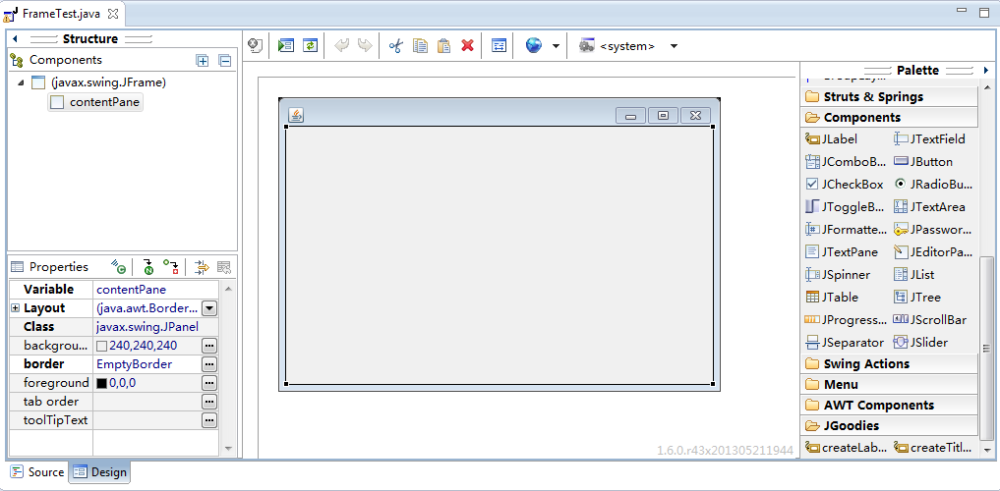 FrameTest.java
Structure
Components
(javax.swing.JFrame)
contentPane
Properties
Variable contentPane
Layout (java.awt.Border...
Class javax.swing.JPanel
backgrou... 240,240,240
border EmptyBorder
foreground 0,0,0
tab order
toolTipText
Source Design
<system>
1.6.0.r43x201305211944
Palette
Struts & Springs
Components
JLabel JTextField
JComboB... JButton
JCheckBox JRadioBu...
JToggleB... JTextArea
JFormatte... JPasswor...
JTextPane JEditorPa...
JSpinner JList
JTable JTree
JProgress... JScrollBar
JSeparator JSlider
Swing Actions
Menu
AWT Components
JGoodies
createLab... createTitl...